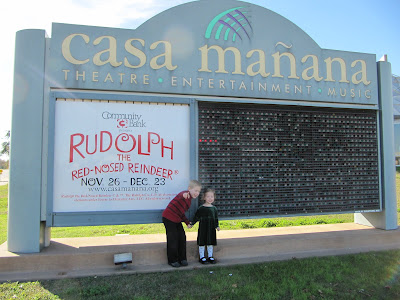 casa mañana
THEATRE • ENTERTAINMENT • MUSIC
Community
Bank
RUDOLPH
THE
RED-NOSED REINDEER
NOV. 26 - DEC. 23
www.casamanana.org